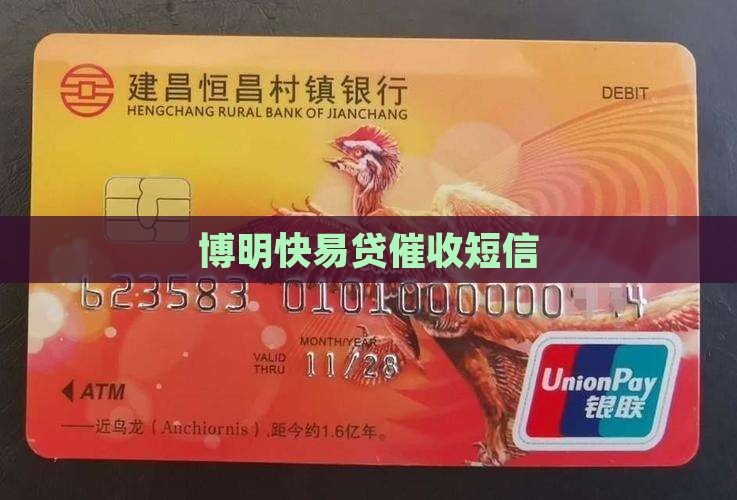 建昌恒昌村镇银行
HENGCHANG RURAL BANK OF JIANCHANG
DEBIT
博明快易贷催收短信
623583 0101000000 4
MONTH/YEAR
VALID THRU 11/28
ATM
UnionPay
银联
——近鸟龙(Anchiornis),距今约1.6亿年。